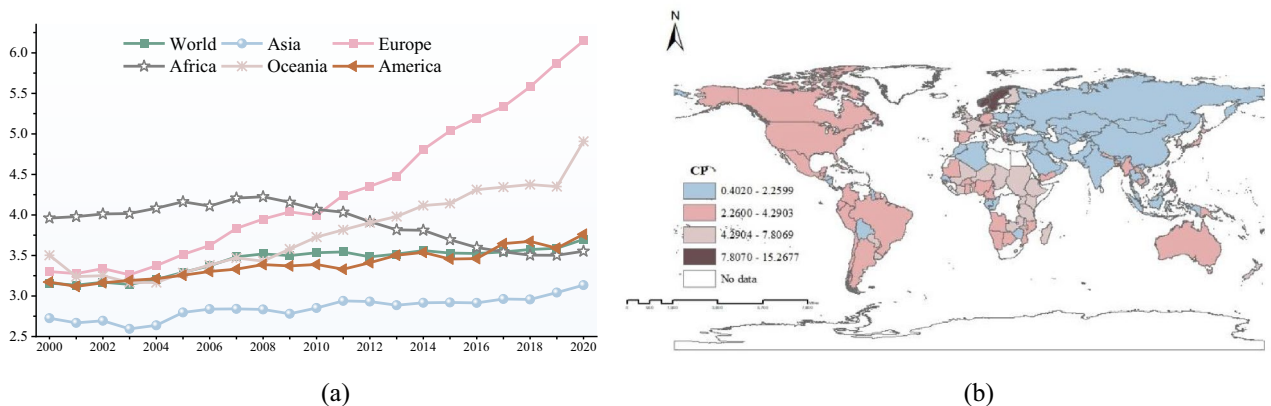 World Asia Europe
Africa Oceania America
6.0
5.5
5.0
4.5
4.0
3.5
3.0
2.5
2000 2002 2004 2006 2008 2010 2012 2014 2016 2018 2020
(a)
N
CP
0.4020 - 2.2599
2.2600 - 4.2903
4.2904 - 7.8069
7.8070 - 15.2677
No data
(b)